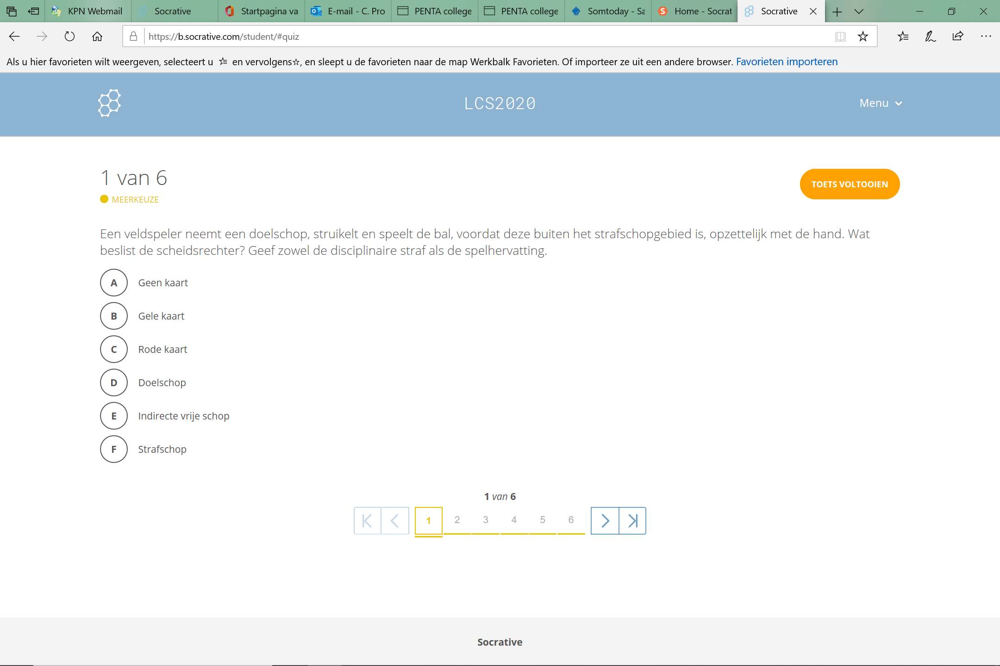 KPN Webmail
Socrative
Startpagina va
E-mail - C. Pro
PENTA college
PENTA college
Somtoday - Sa
Home - Socrat
Socrative
https://b.socrative.com/student/#quiz
Als u hier favorieten wilt weergeven, selecteert u en vervolgens☆, en sleept u de favorieten naar de map Werkbalk Favorieten. Of importeer ze uit een andere browser. Favorieten importeren
LCS2020
Menu
1 van 6
TOETS VOLTOOIEN
MEERKEUZE
Een veldspeler neemt een doelschop, struikelt en speelt de bal, voordat deze buiten het strafschopgebied is, opzettelijk met de hand. Wat
beslist de scheidsrechter? Geef zowel de disciplinaire straf als de spelhervatting.
A Geen kaart
B Gele kaart
C Rode kaart
D Doelschop
E Indirecte vrije schop
F Strafschop
1 van 6
1 2 3 4 5 6
Socrative